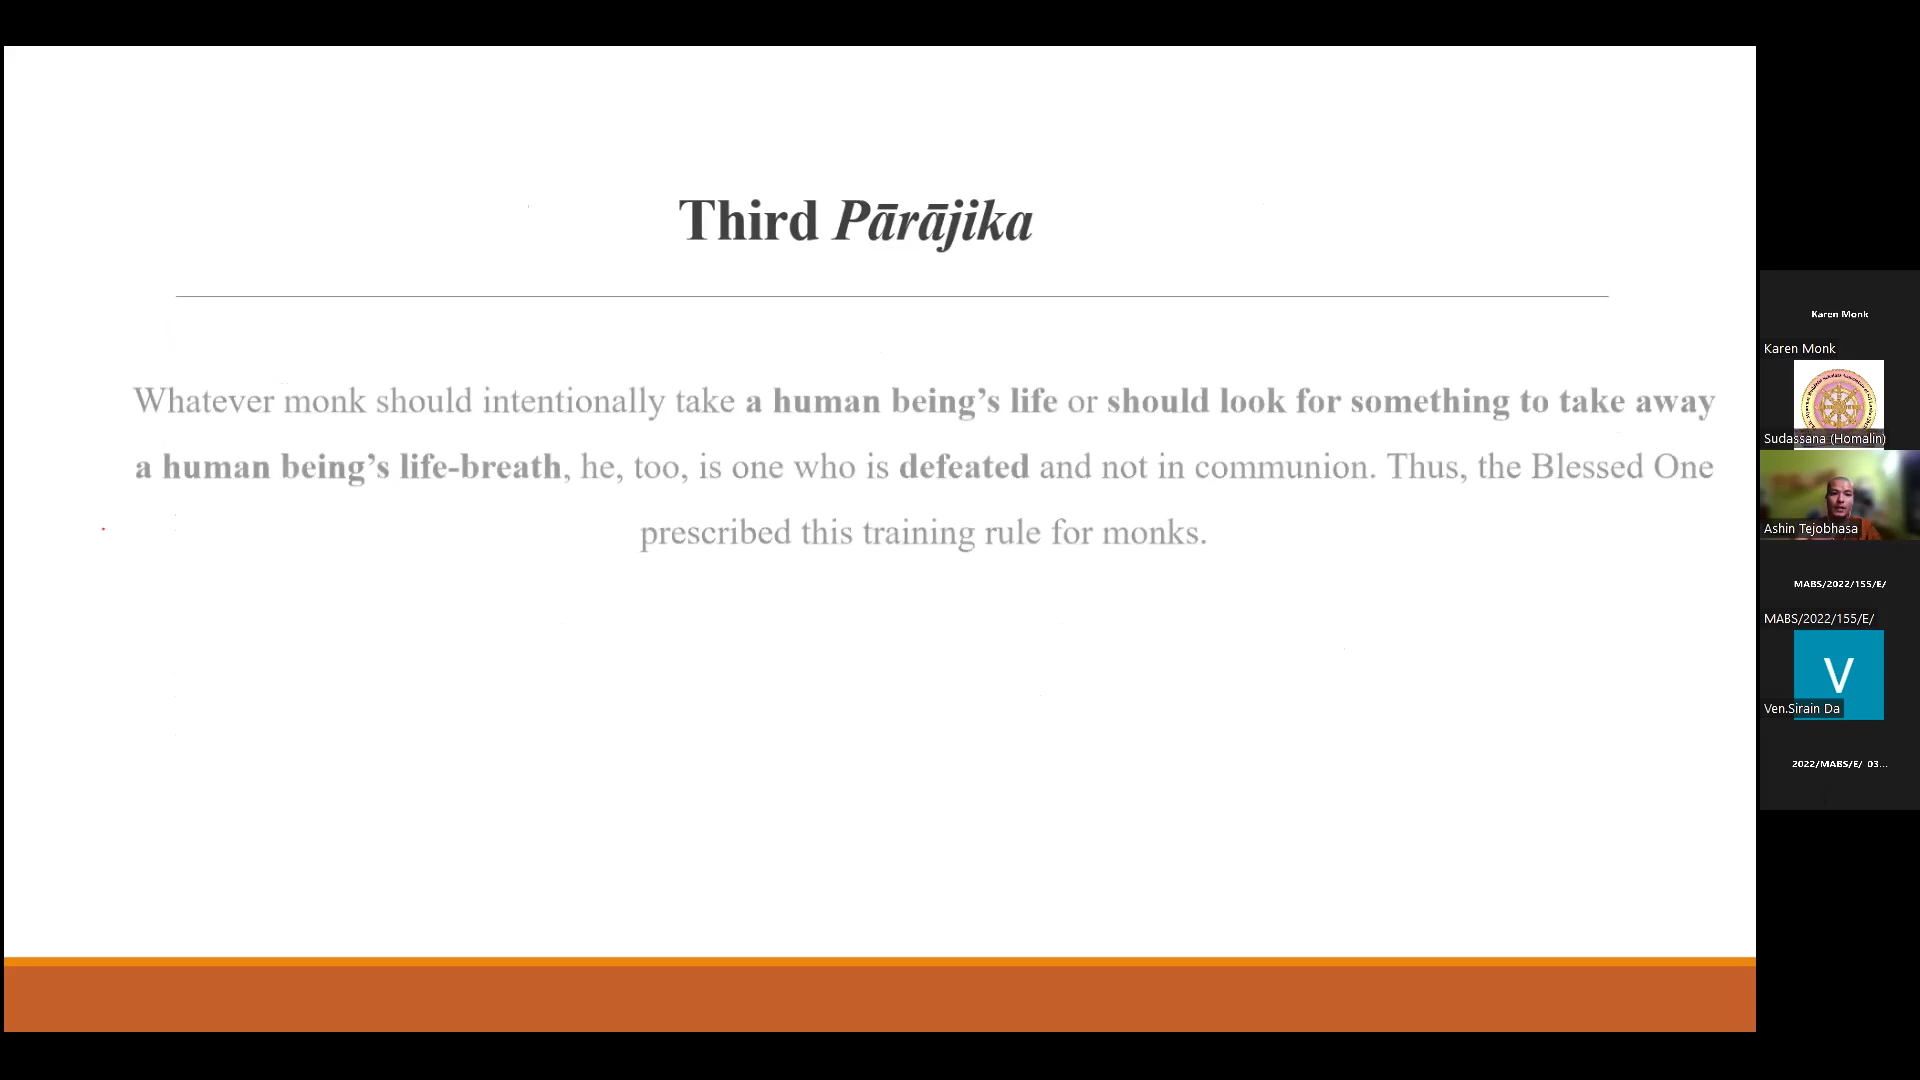 Third Pārājika
Whatever monk should intentionally take a human being’s life or should look for something to take away
a human being’s life-breath, he, too, is one who is defeated and not in communion. Thus, the Blessed One
prescribed this training rule for monks.
Karen Monk
Karen Monk
Sudassana (Homalin)
Ashin Tejobhasa
MABS/2022/155/E/
MABS/2022/155/E/
V
Ven.Sirain Da
2022/MABS/E/ 03...